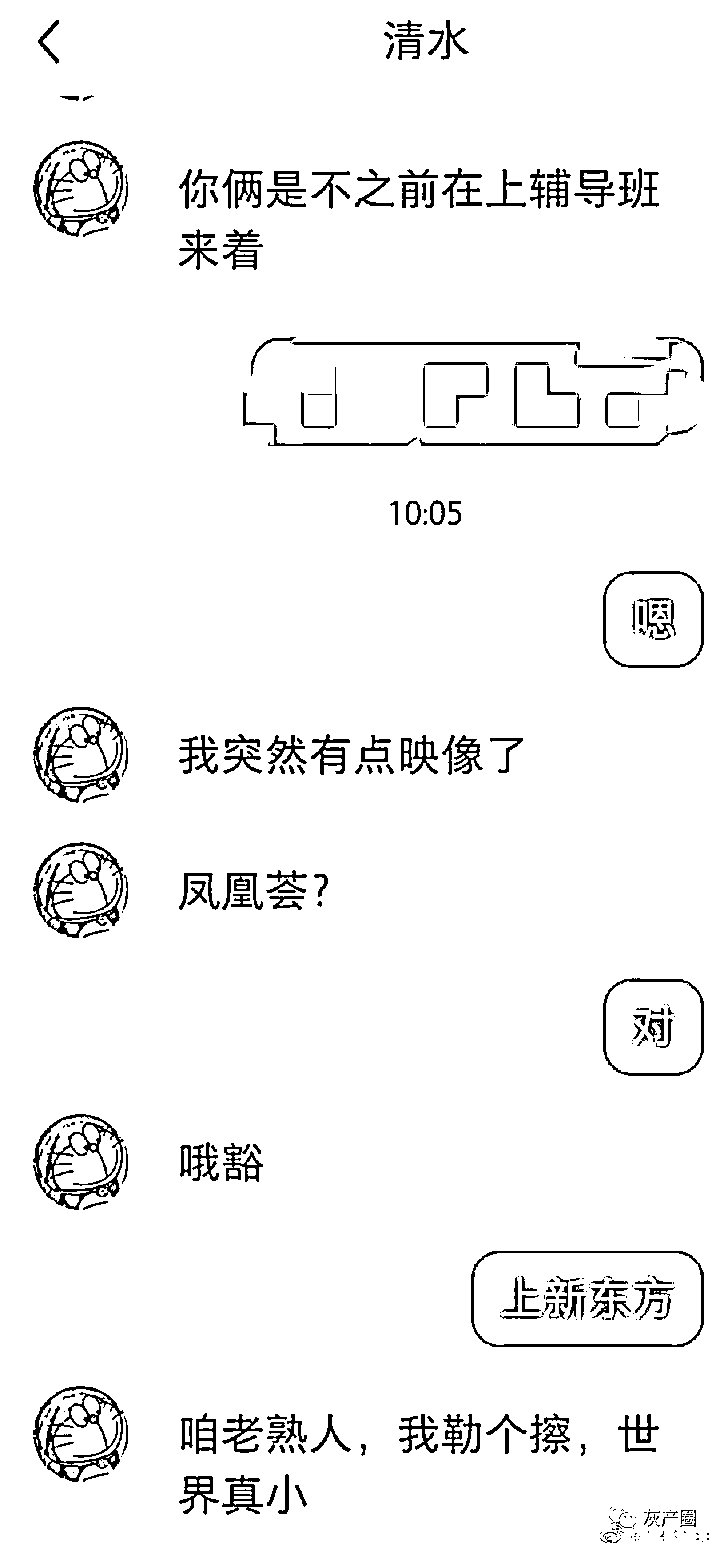 清水
你俩是不之前在上辅导班
来着
10:05
嗯
我突然有点映像了
凤凰荟?
对
哦豁
上新东方
咱老熟人，我勒个擦，世
界真小
灰产圈